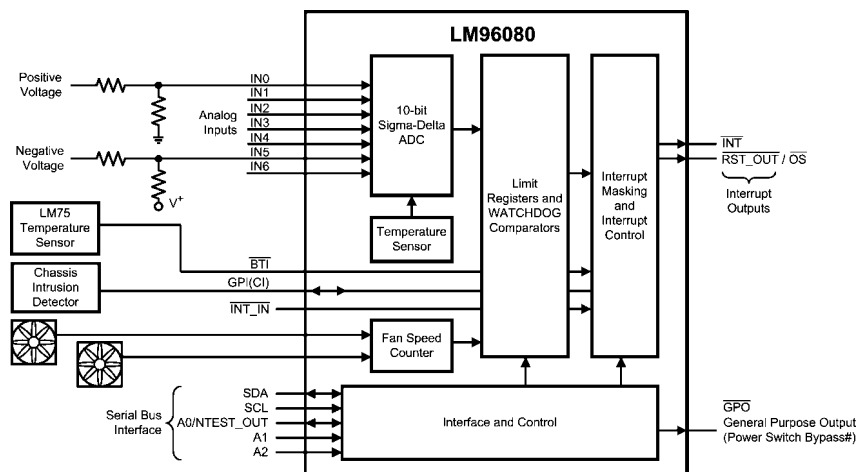 LM96080
Positive
Voltage
Negative
Voltage
V+
Analog
Inputs
IN0
IN1
IN2
IN3
IN4
IN5
IN6
10-bit
Sigma-Delta
ADC
Temperature
Sensor
Limit
Registers and
WATCHDOG
Comparators
Interrupt
Masking and
Interrupt
Control
INT
RST_OUT / OS
Interrupt
Outputs
LM75
Temperature
Sensor
Chassis
Intrusion
Detector
BTI
GPI(CI)
INT_IN
Fan Speed
Counter
Serial Bus
Interface
SDA
SCL
A0/NTEST_OUT
A1
A2
Interface and Control
GPO
General Purpose Output
(Power Switch Bypass#)